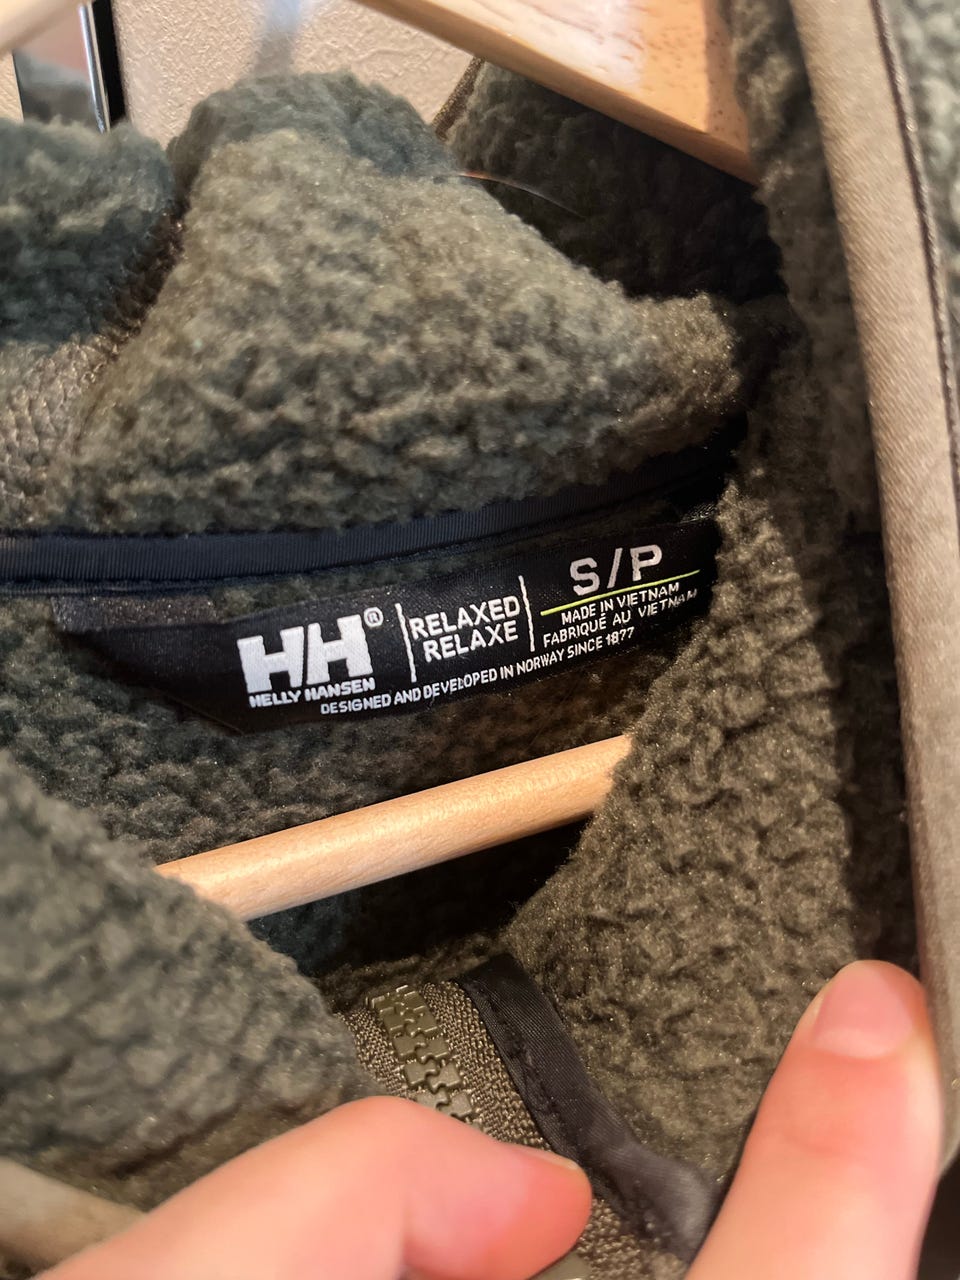 HH®
HELLY HANSEN
RELAXED
RELAXE
S/P
MADE IN VIETNAM
FABRIQUÉ AU VIETNAM
DESIGNED AND DEVELOPED IN NORWAY SINCE 1877